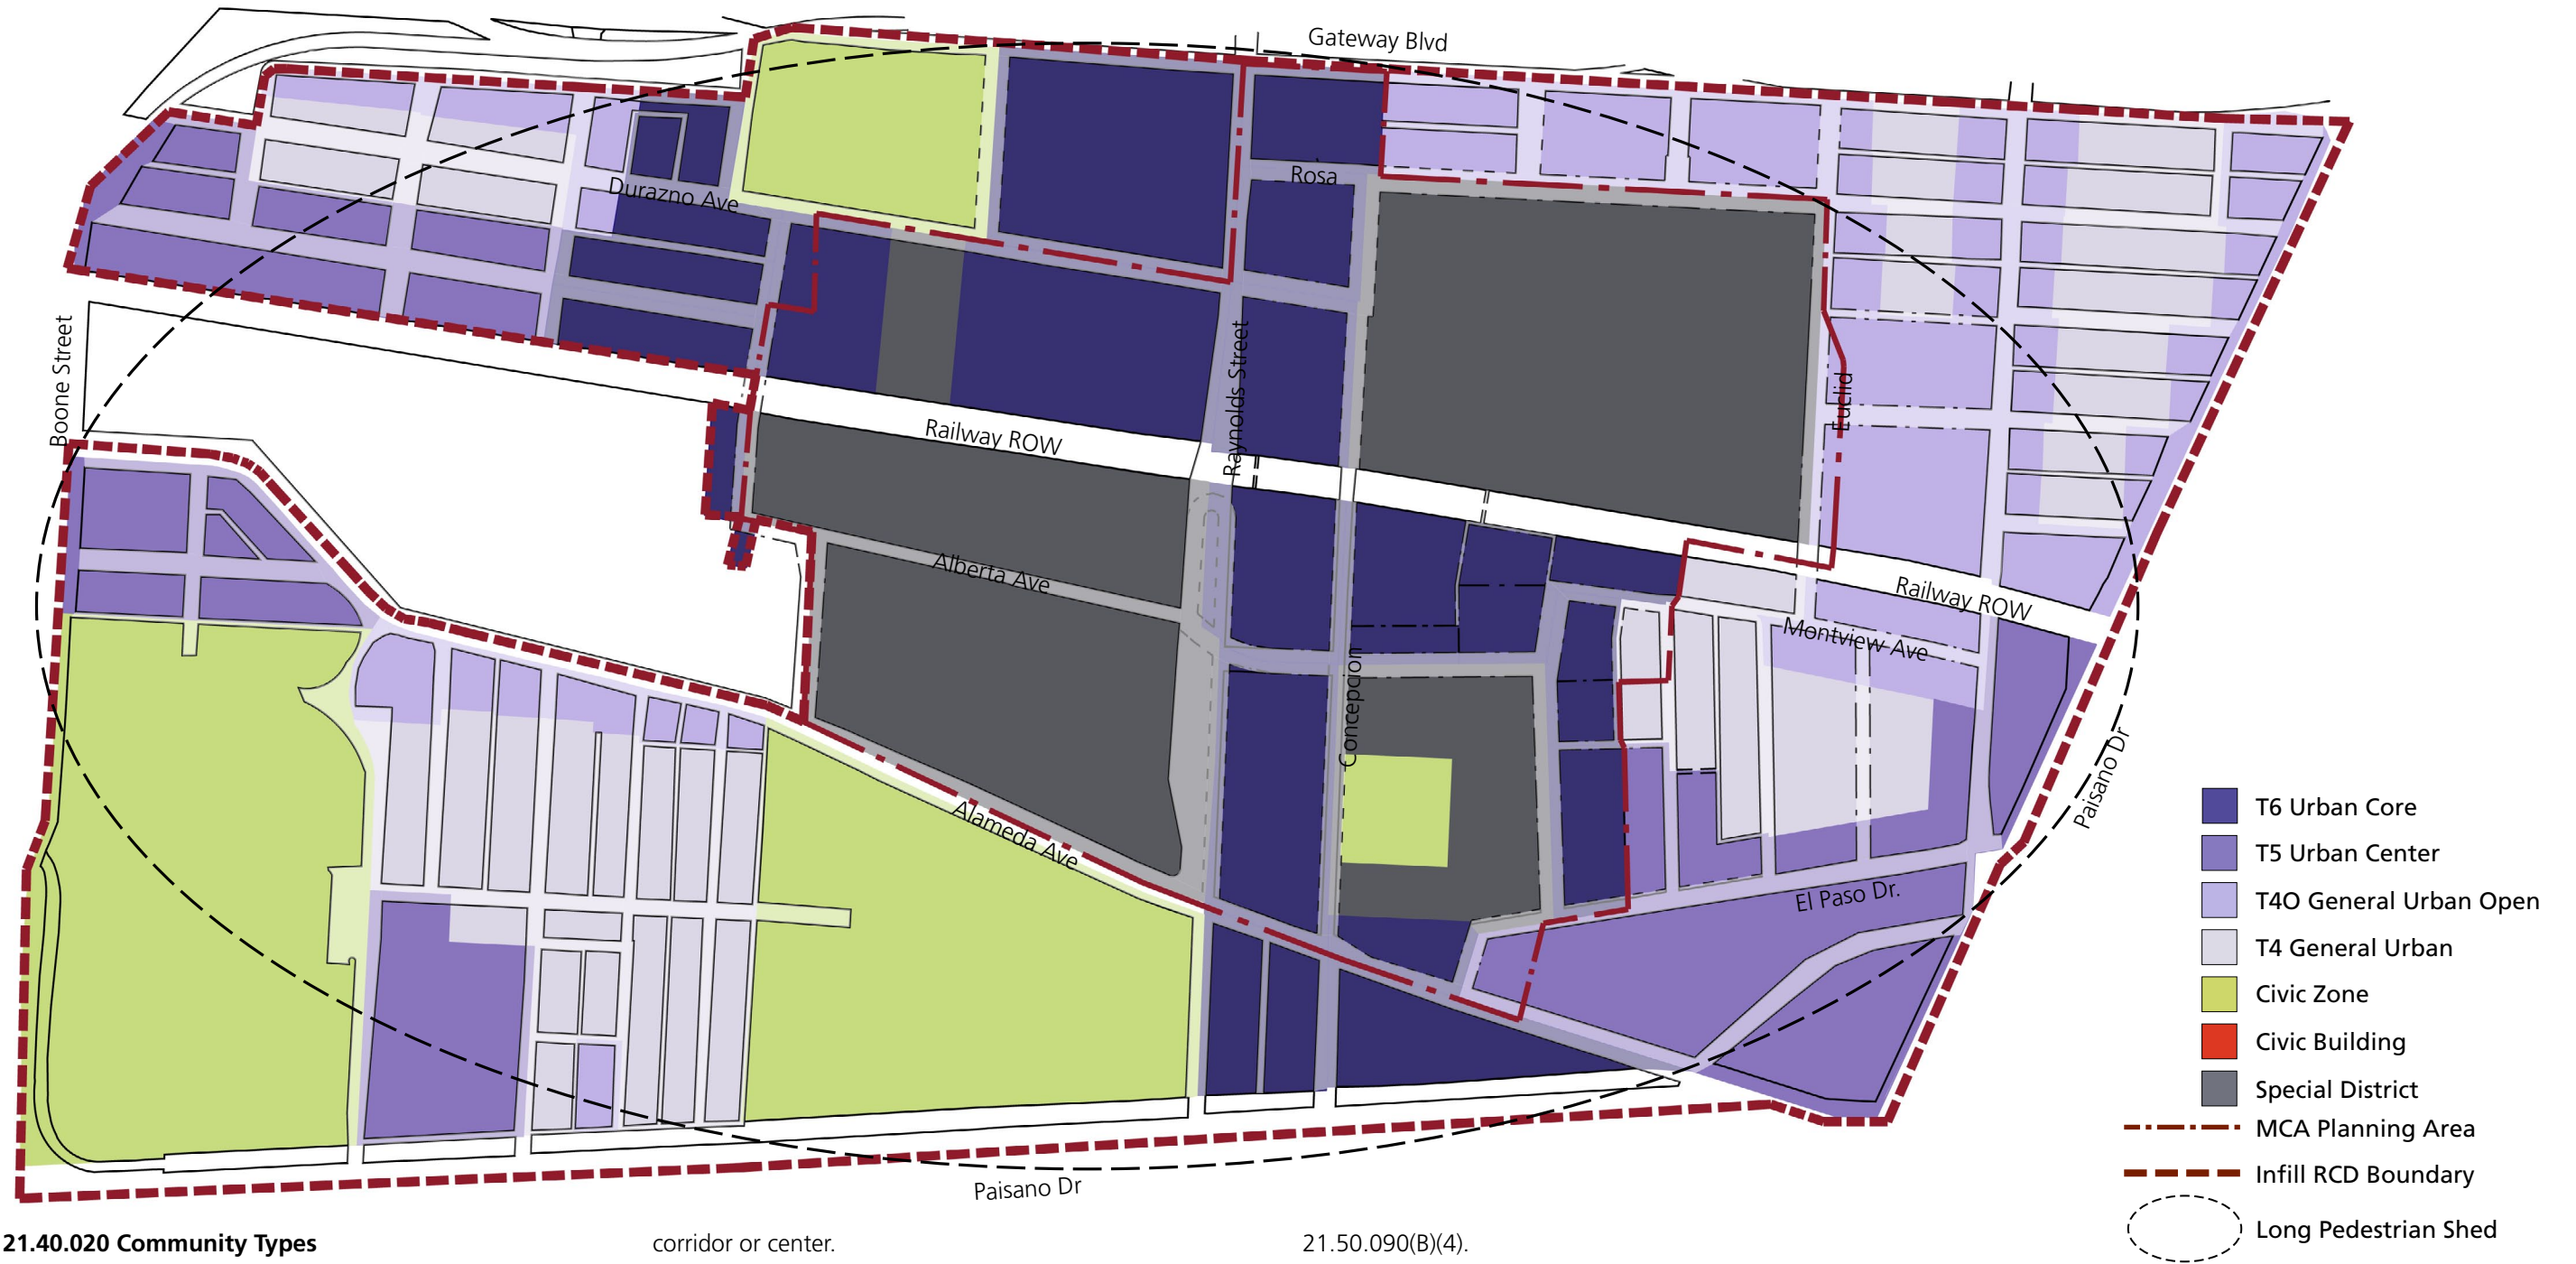 Gateway Blvd
Rosa
Durazno Ave
Boone Street
Raynolds Street
Euclid
Railway ROW
Alberta Ave
Railway ROW
Montview Ave
Concepcion
Paisano Dr
Alameda Ave
El Paso Dr.
Paisano Dr
T6 Urban Core
T5 Urban Center
T4O General Urban Open
T4 General Urban
Civic Zone
Civic Building
Special District
MCA Planning Area
Infill RCD Boundary
Long Pedestrian Shed
21.40.020 Community Types
corridor or center.
21.50.090(B)(4).